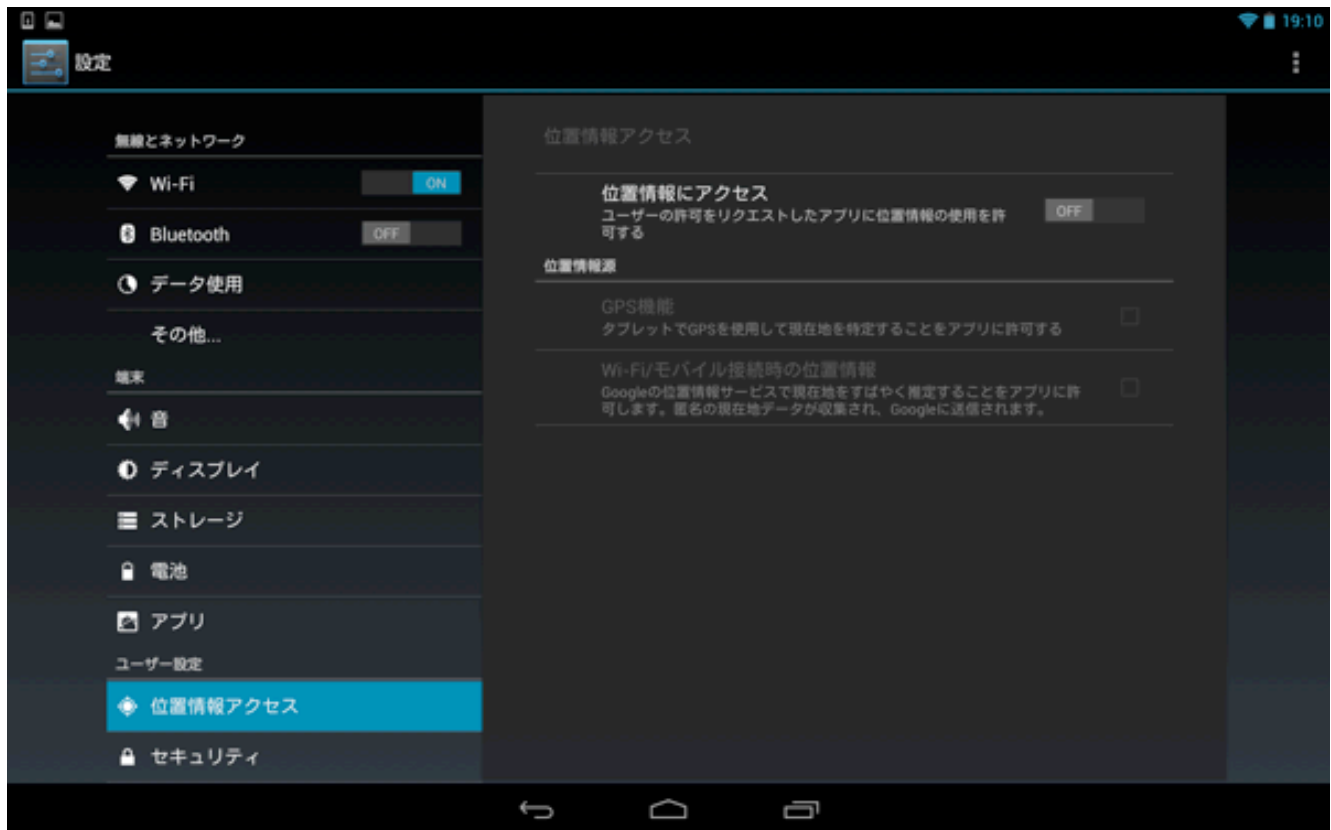 19:10
設定
無線とネットワーク
Wi-Fi
ON
Bluetooth
OFF
データ使用
その他...
端末
音
ディスプレイ
ストレージ
電池
アプリ
ユーザー設定
位置情報アクセス
セキュリティ
位置情報アクセス
位置情報にアクセス
ユーザーの許可をリクエストしたアプリに位置情報の使用を許
可する
OFF
位置情報源
GPS機能
タブレットでGPSを使用して現在地を特定することをアプリに許可する
Wi-Fi/モバイル接続時の位置情報
Googleの位置情報サービスで現在地をすばやく推定することをアプリに許
可します。匿名の現在地データが収集され、Googleに送信されます。